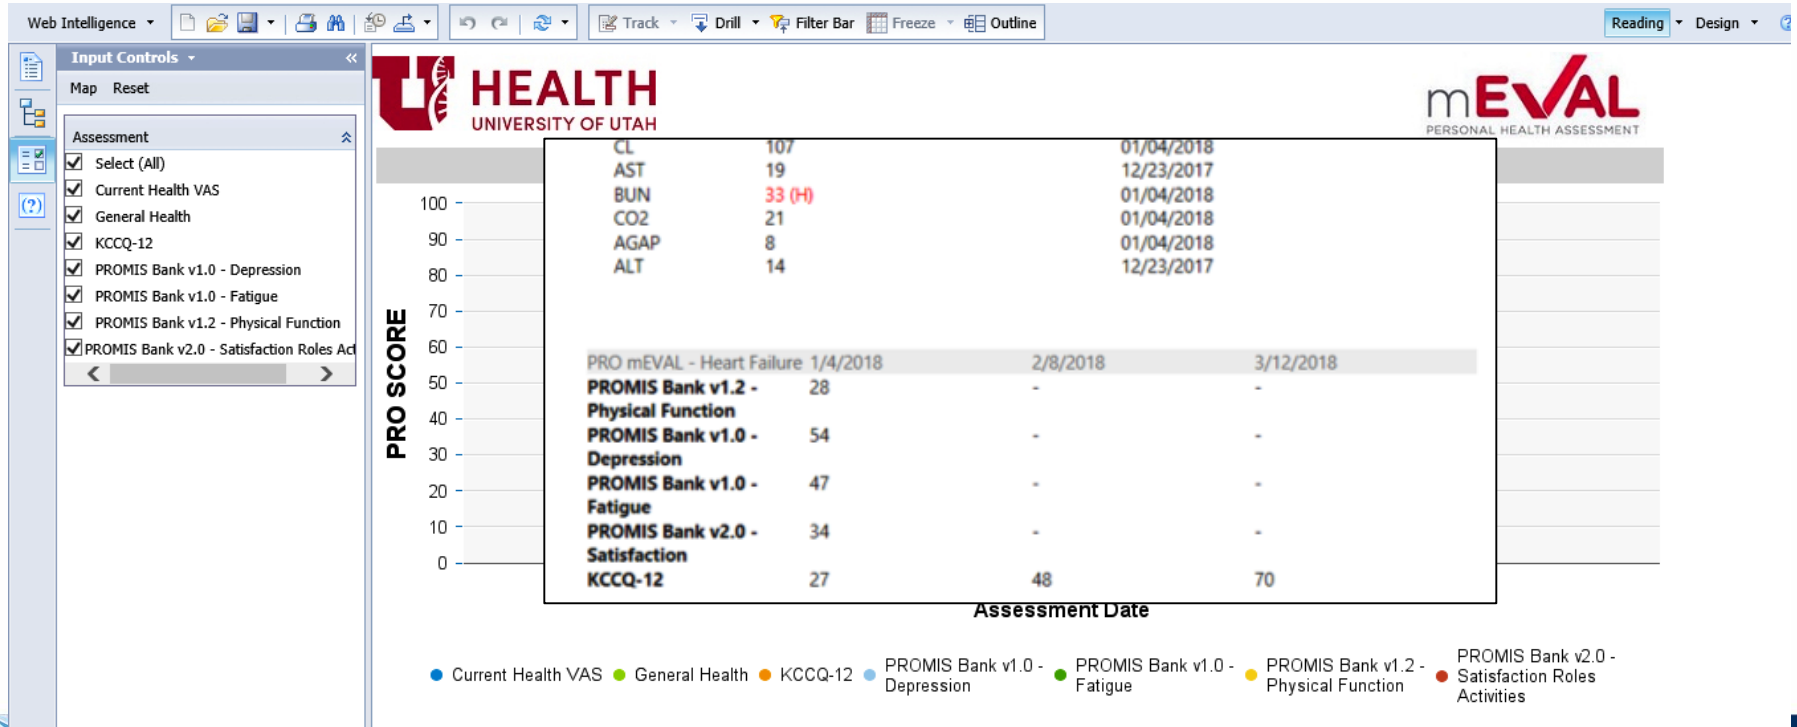 Web Intelligence
Track
Drill
Filter Bar
Freeze
Outline
Reading
Design
Input Controls
Map Reset
Assessment
Select (All)
Current Health VAS
General Health
KCCQ-12
PROMIS Bank v1.0 - Depression
PROMIS Bank v1.0 - Fatigue
PROMIS Bank v1.2 - Physical Function
PROMIS Bank v2.0 - Satisfaction Roles Act
U HEALTH
UNIVERSITY OF UTAH
mEVAL
PERSONAL HEALTH ASSESSMENT
PRO SCORE
100
90
80
70
60
50
40
30
20
10
0
CL 107 01/04/2018
AST 19 12/23/2017
BUN 33 (H) 01/04/2018
CO2 21 01/04/2018
AGAP 8 01/04/2018
ALT 14 12/23/2017
PRO mEVAL - Heart Failure 1/4/2018 2/8/2018 3/12/2018
PROMIS Bank v1.2 - 28 - -
Physical Function
PROMIS Bank v1.0 - 54 - -
Depression
PROMIS Bank v1.0 - 47 - -
Fatigue
PROMIS Bank v2.0 - 34 - -
Satisfaction
KCCQ-12 27 48 70
Assessment Date
Current Health VAS
General Health
KCCQ-12
PROMIS Bank v1.0 -
Depression
PROMIS Bank v1.0 -
Fatigue
PROMIS Bank v1.2 -
Physical Function
PROMIS Bank v2.0 -
Satisfaction Roles
Activities